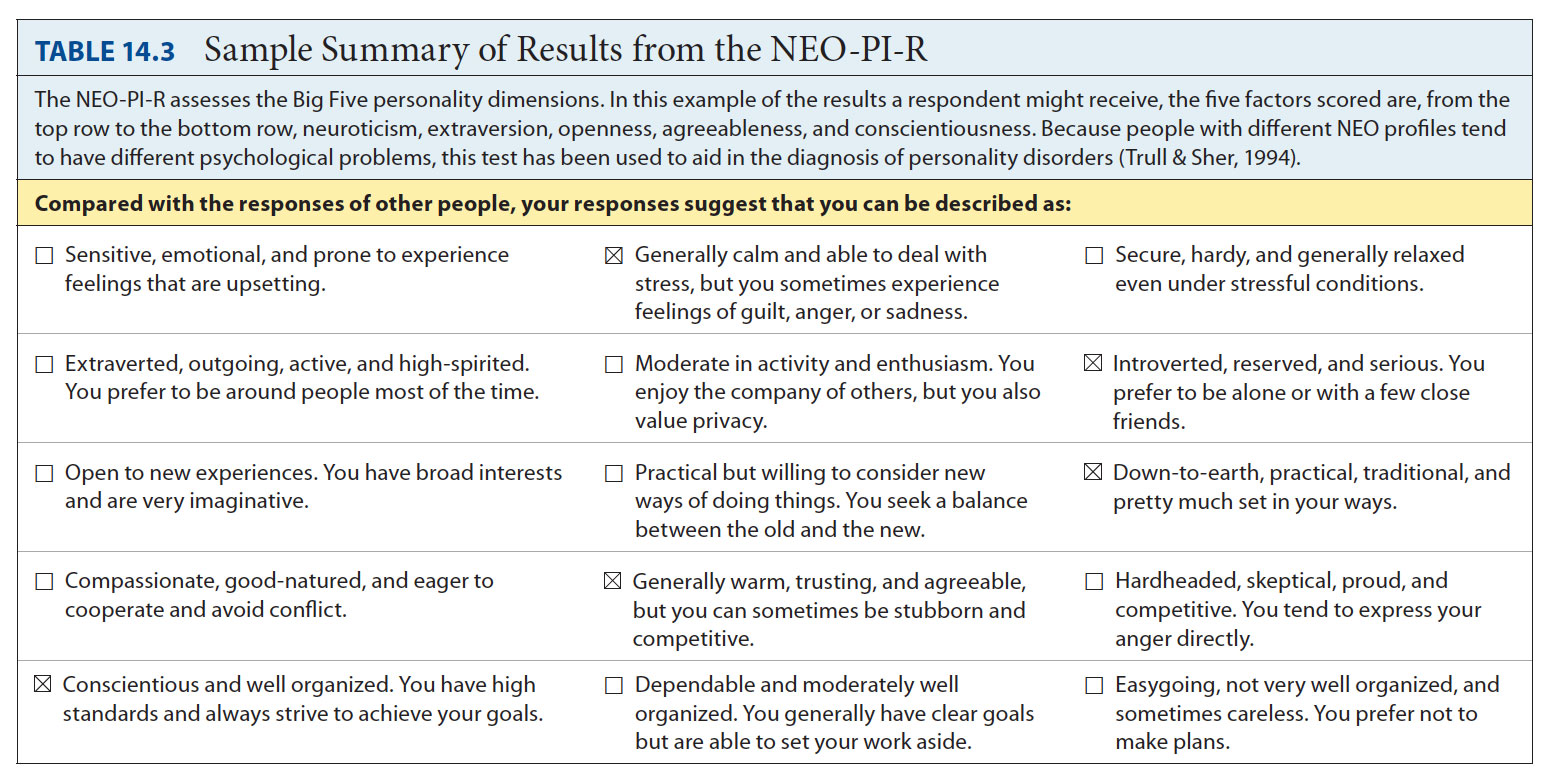 TABLE 14.3 Sample Summary of Results from the NEO-PI-R
The NEO-PI-R assesses the Big Five personality dimensions. In this example of the results a respondent might receive, the five factors scored are, from the
top row to the bottom row, neuroticism, extraversion, openness, agreeableness, and conscientiousness. Because people with different NEO profiles tend
to have different psychological problems, this test has been used to aid in the diagnosis of personality disorders (Trull & Sher, 1994).
Compared with the responses of other people, your responses suggest that you can be described as:
☐ Sensitive, emotional, and prone to experience
feelings that are upsetting.
☒ Generally calm and able to deal with
stress, but you sometimes experience
feelings of guilt, anger, or sadness.
☐ Secure, hardy, and generally relaxed
even under stressful conditions.
☐ Extraverted, outgoing, active, and high-spirited.
You prefer to be around people most of the time.
☐ Moderate in activity and enthusiasm. You
enjoy the company of others, but you also
value privacy.
☒ Introverted, reserved, and serious. You
prefer to be alone or with a few close
friends.
☐ Open to new experiences. You have broad interests
and are very imaginative.
☐ Practical but willing to consider new
ways of doing things. You seek a balance
between the old and the new.
☒ Down-to-earth, practical, traditional, and
pretty much set in your ways.
☐ Compassionate, good-natured, and eager to
cooperate and avoid conflict.
☒ Generally warm, trusting, and agreeable,
but you can sometimes be stubborn and
competitive.
☐ Hardheaded, skeptical, proud, and
competitive. You tend to express your
anger directly.
☒ Conscientious and well organized. You have high
standards and always strive to achieve your goals.
☐ Dependable and moderately well
organized. You generally have clear goals
but are able to set your work aside.
☐ Easygoing, not very well organized, and
sometimes careless. You prefer not to
make plans.